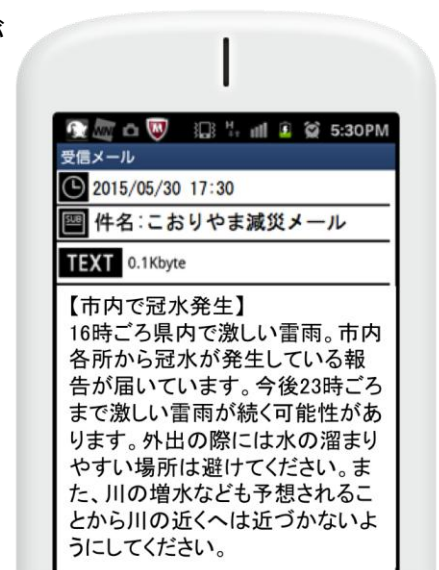 が
5:30PM
受信メール
2015/05/30 17:30
SUB 件名:こおりやま減災メール
TEXT 0.1Kbyte
【市内で冠水発生】
16時ごろ県内で激しい雷雨。市内
各所から冠水が発生している報
告が届いています。今後23時ごろ
まで激しい雷雨が続く可能性があ
ります。外出の際には水の溜まり
やすい場所は避けてください。ま
た、川の増水なども予想されるこ
とから川の近くへは近づかないよ
うにしてください。